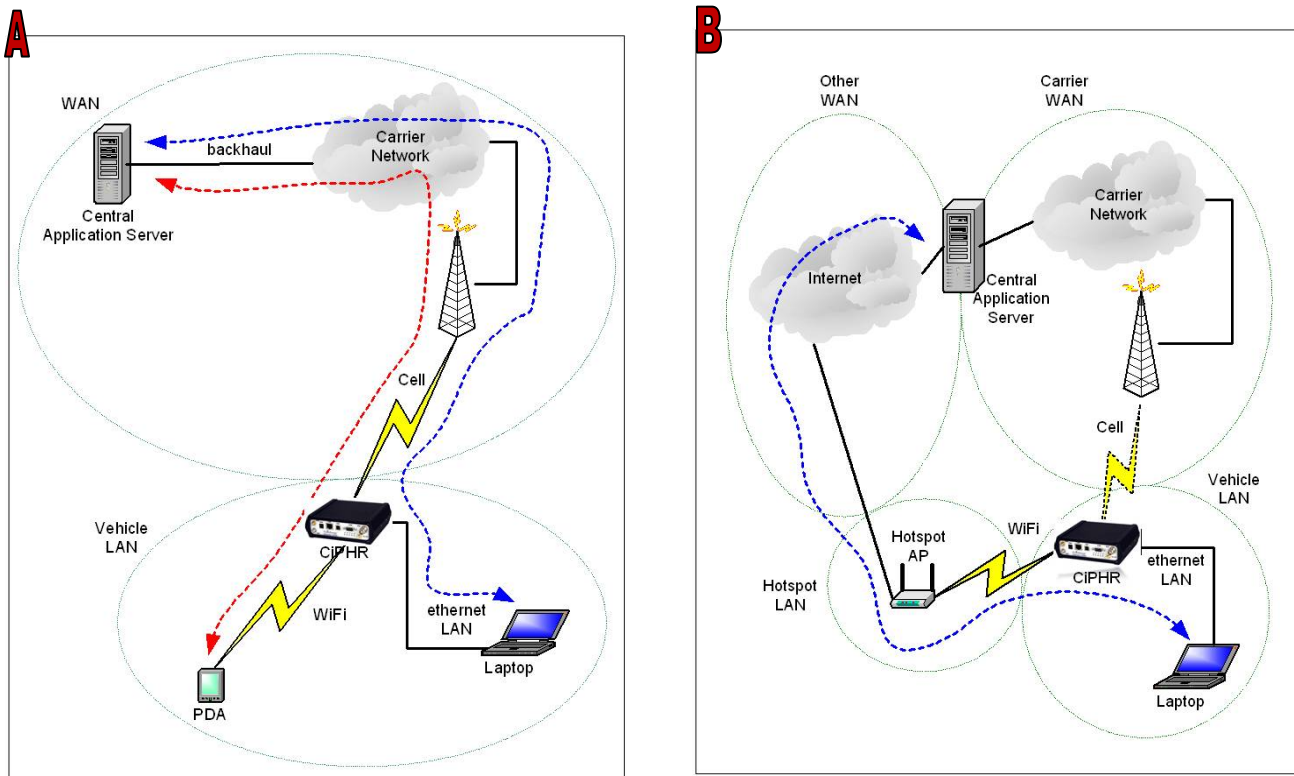 A
WAN
backhaul
Carrier
Network
Central
Application Server
Cell
Vehicle
LAN
CiPHR
WiFi
ethernet
LAN
Laptop
PDA
B
Other
WAN
Carrier
WAN
Carrier
Network
Internet
Central
Application
Server
Cell
Vehicle
LAN
WiFi
Hotspot
AP
ethernet
LAN
CiPHR
Hotspot
LAN
Laptop